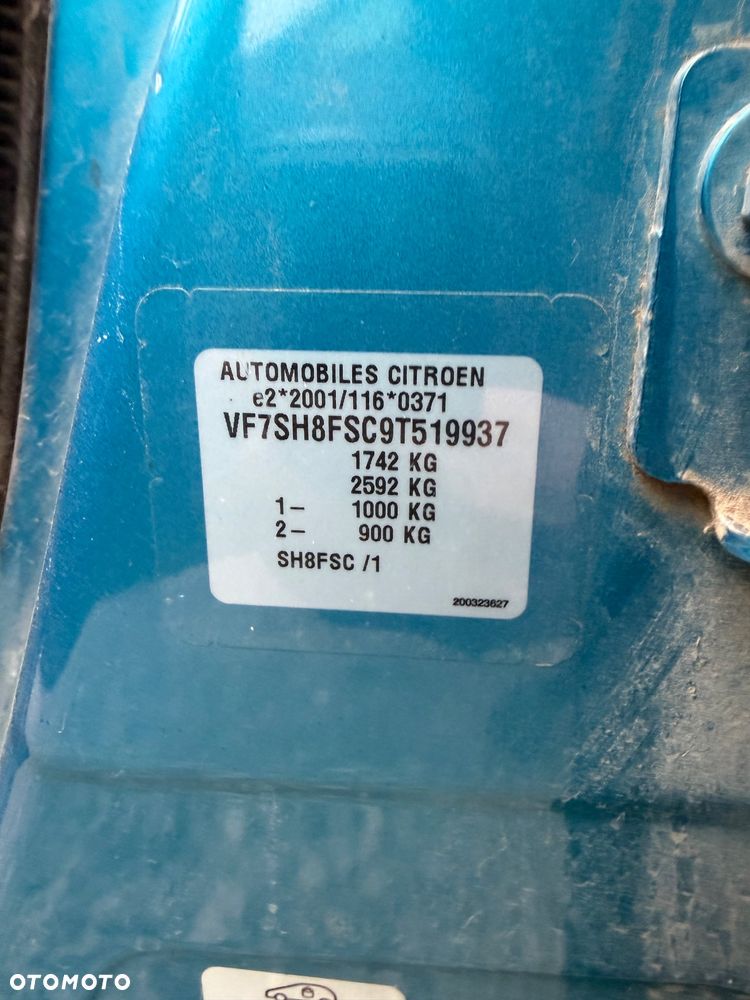 AUTOMOBILES CITROEN
e2*2001/116*0371
VF7SH8FSC9T519937
1742 KG
2592 KG
1- 1000 KG
2- 900 KG
SH8FSC /1
200323627
OTOMOTO